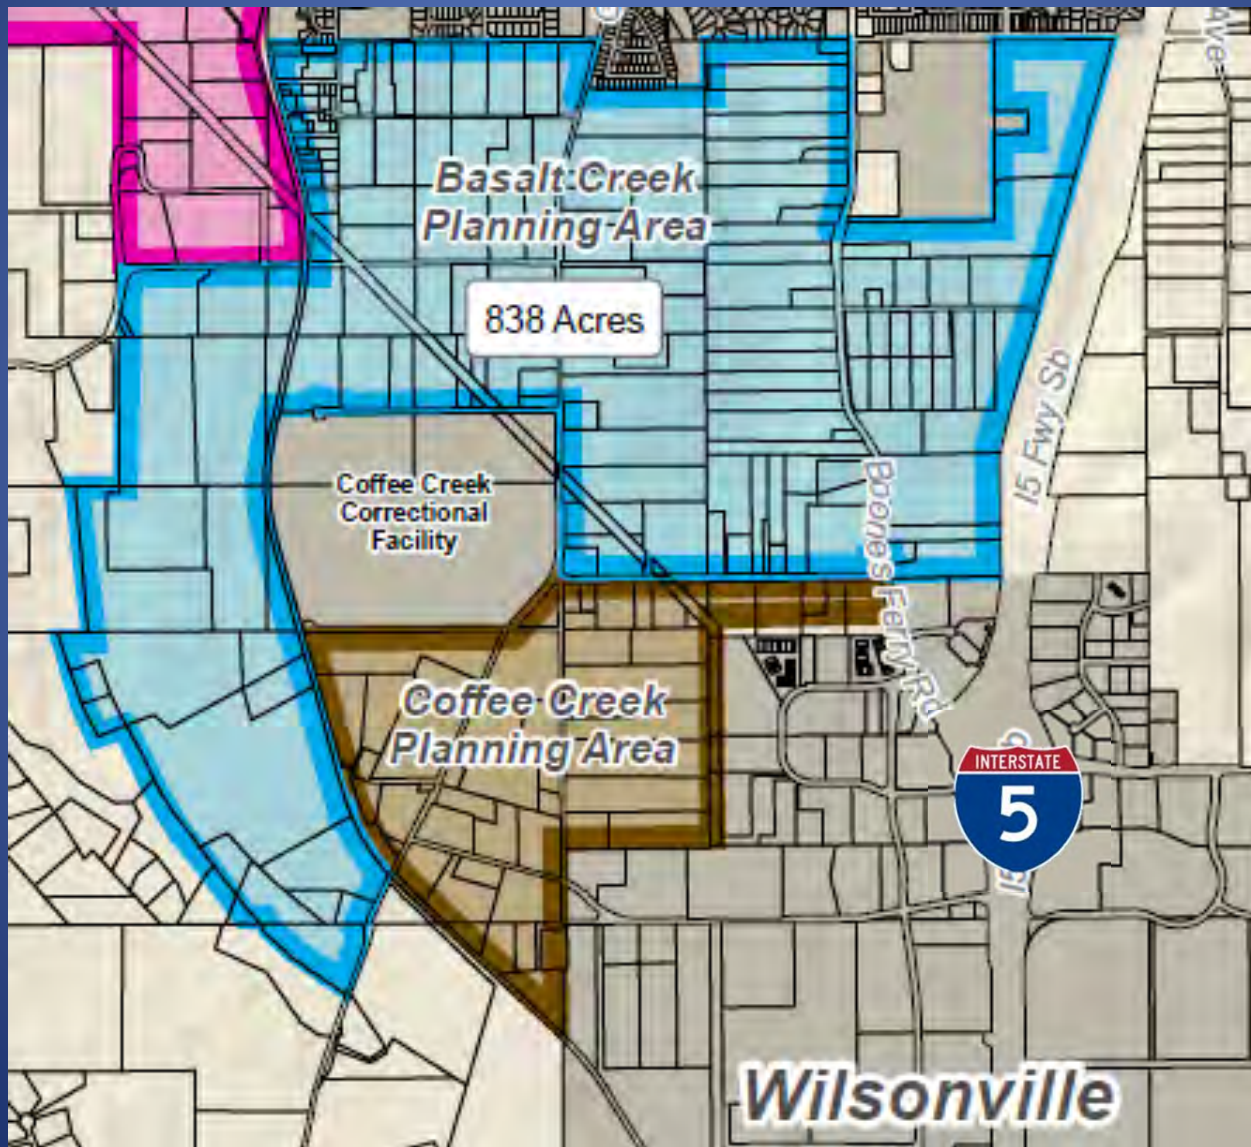 Ave
Basalt Creek
Planning Area
838 Acres
I5 Fwy Sb
Coffee Creek
Correctional
Facility
Boones Ferry Rd
Coffee Creek
Planning Area
INTERSTATE
5
Wilsonville